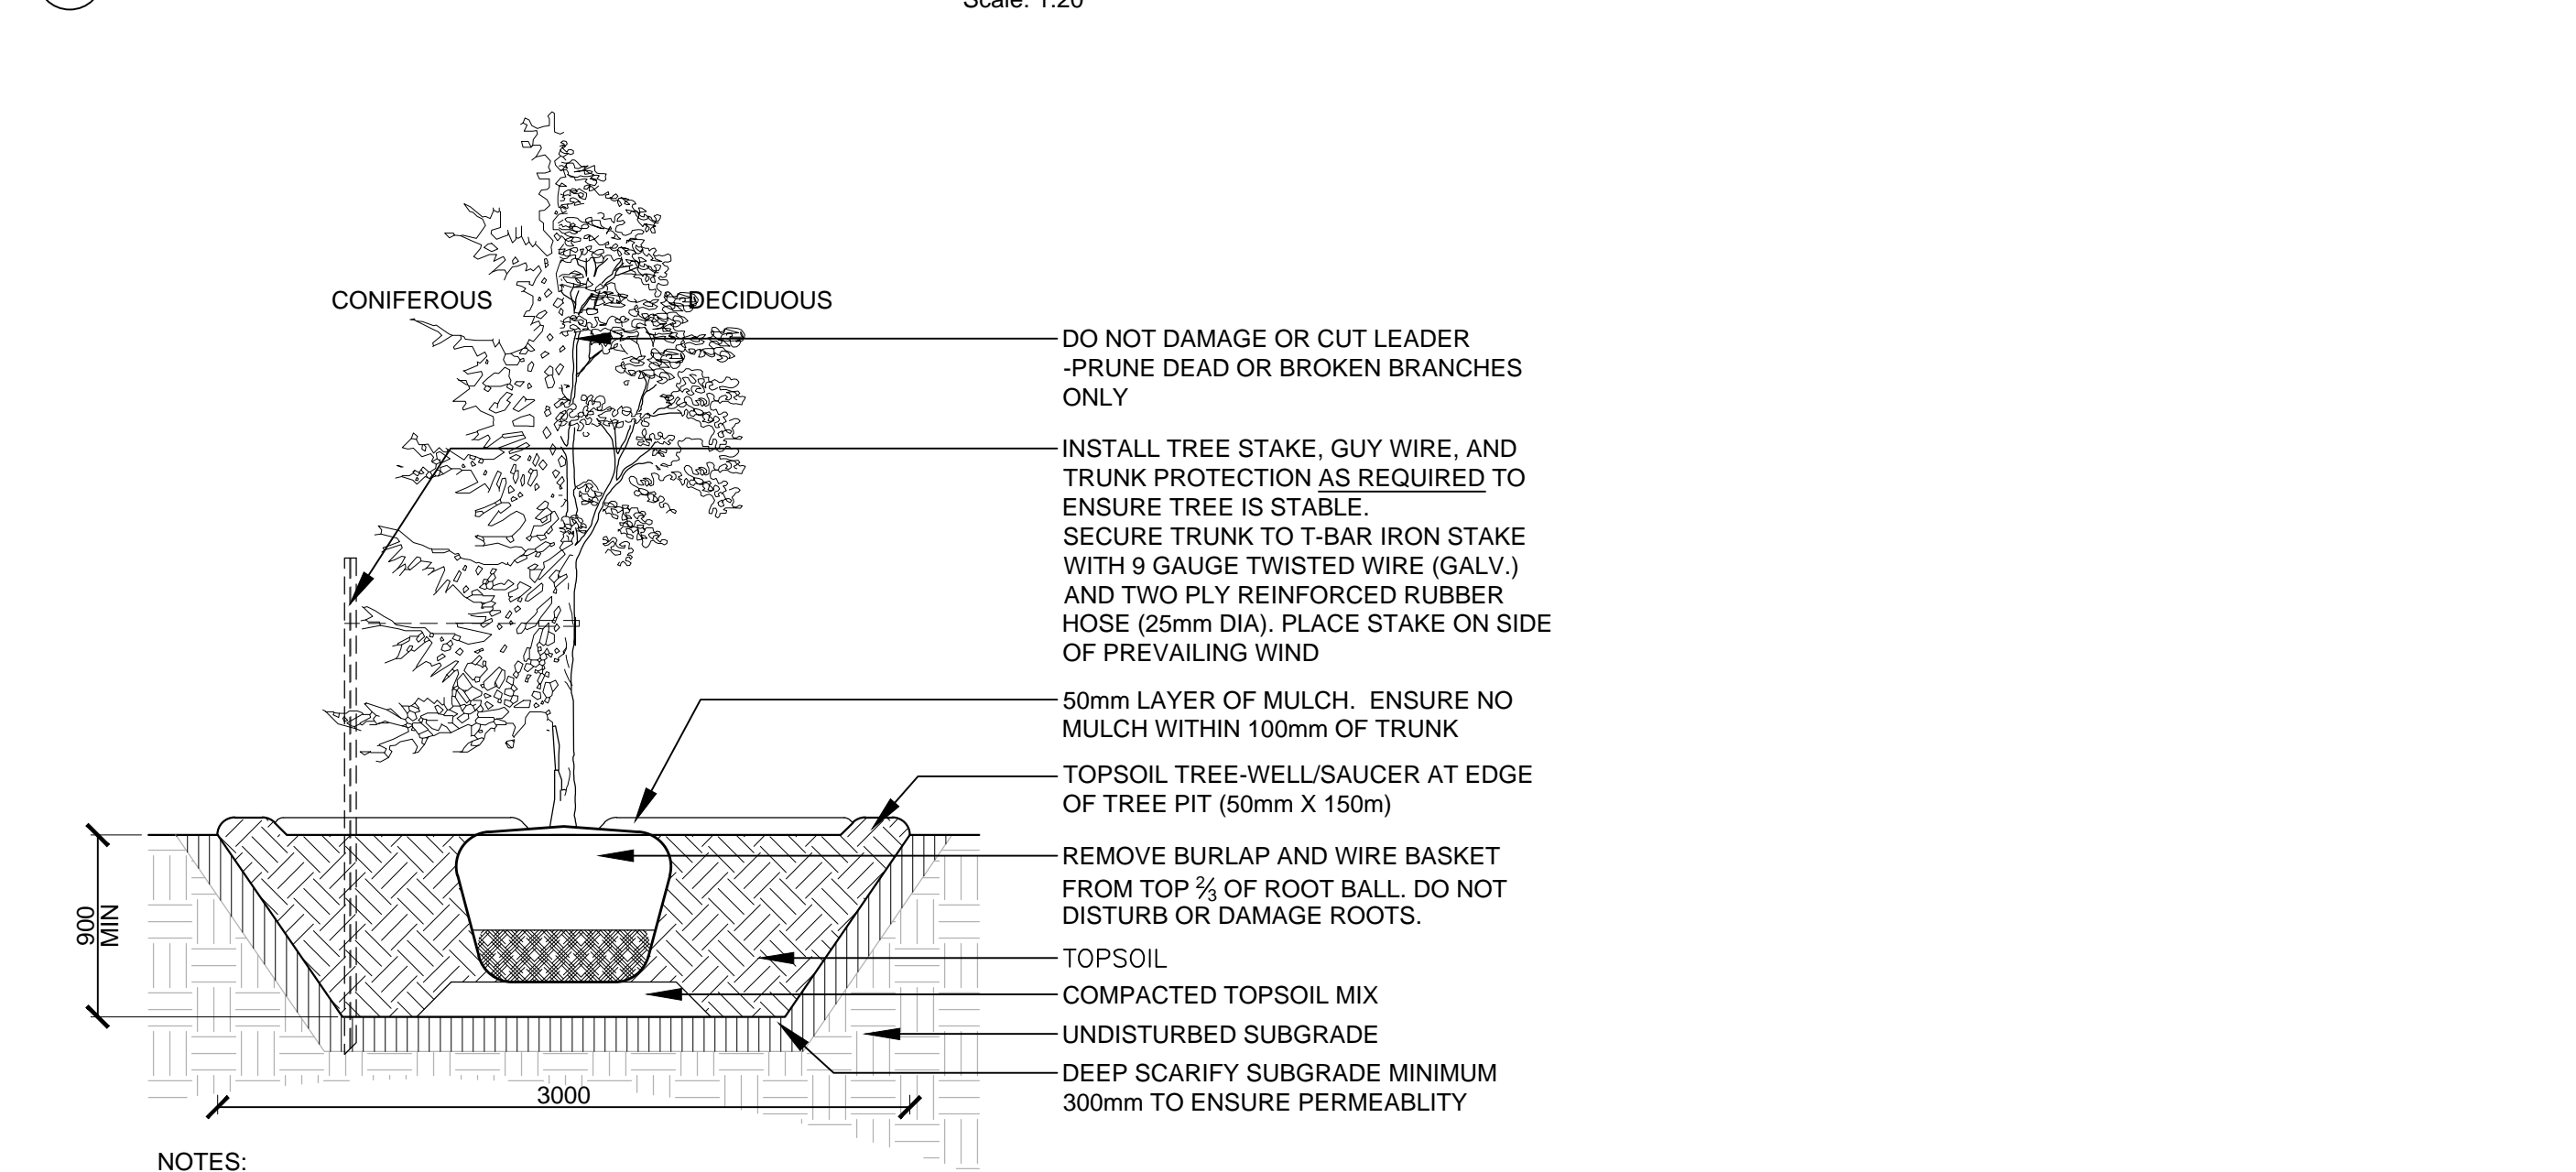 Scale: 1:20
CONIFEROUS
DECIDUOUS
DO NOT DAMAGE OR CUT LEADER
-PRUNE DEAD OR BROKEN BRANCHES
ONLY
INSTALL TREE STAKE, GUY WIRE, AND
TRUNK PROTECTION AS REQUIRED TO
ENSURE TREE IS STABLE.
SECURE TRUNK TO T-BAR IRON STAKE
WITH 9 GAUGE TWISTED WIRE (GALV.)
AND TWO PLY REINFORCED RUBBER
HOSE (25mm DIA). PLACE STAKE ON SIDE
OF PREVAILING WIND
50mm LAYER OF MULCH.  ENSURE NO
MULCH WITHIN 100mm OF TRUNK
TOPSOIL TREE-WELL/SAUCER AT EDGE
OF TREE PIT (50mm X 150m)
REMOVE BURLAP AND WIRE BASKET
FROM TOP ⅔ OF ROOT BALL. DO NOT
DISTURB OR DAMAGE ROOTS.
TOPSOIL
COMPACTED TOPSOIL MIX
UNDISTURBED SUBGRADE
DEEP SCARIFY SUBGRADE MINIMUM
300mm TO ENSURE PERMEABLITY
900
MIN
3000
NOTES: